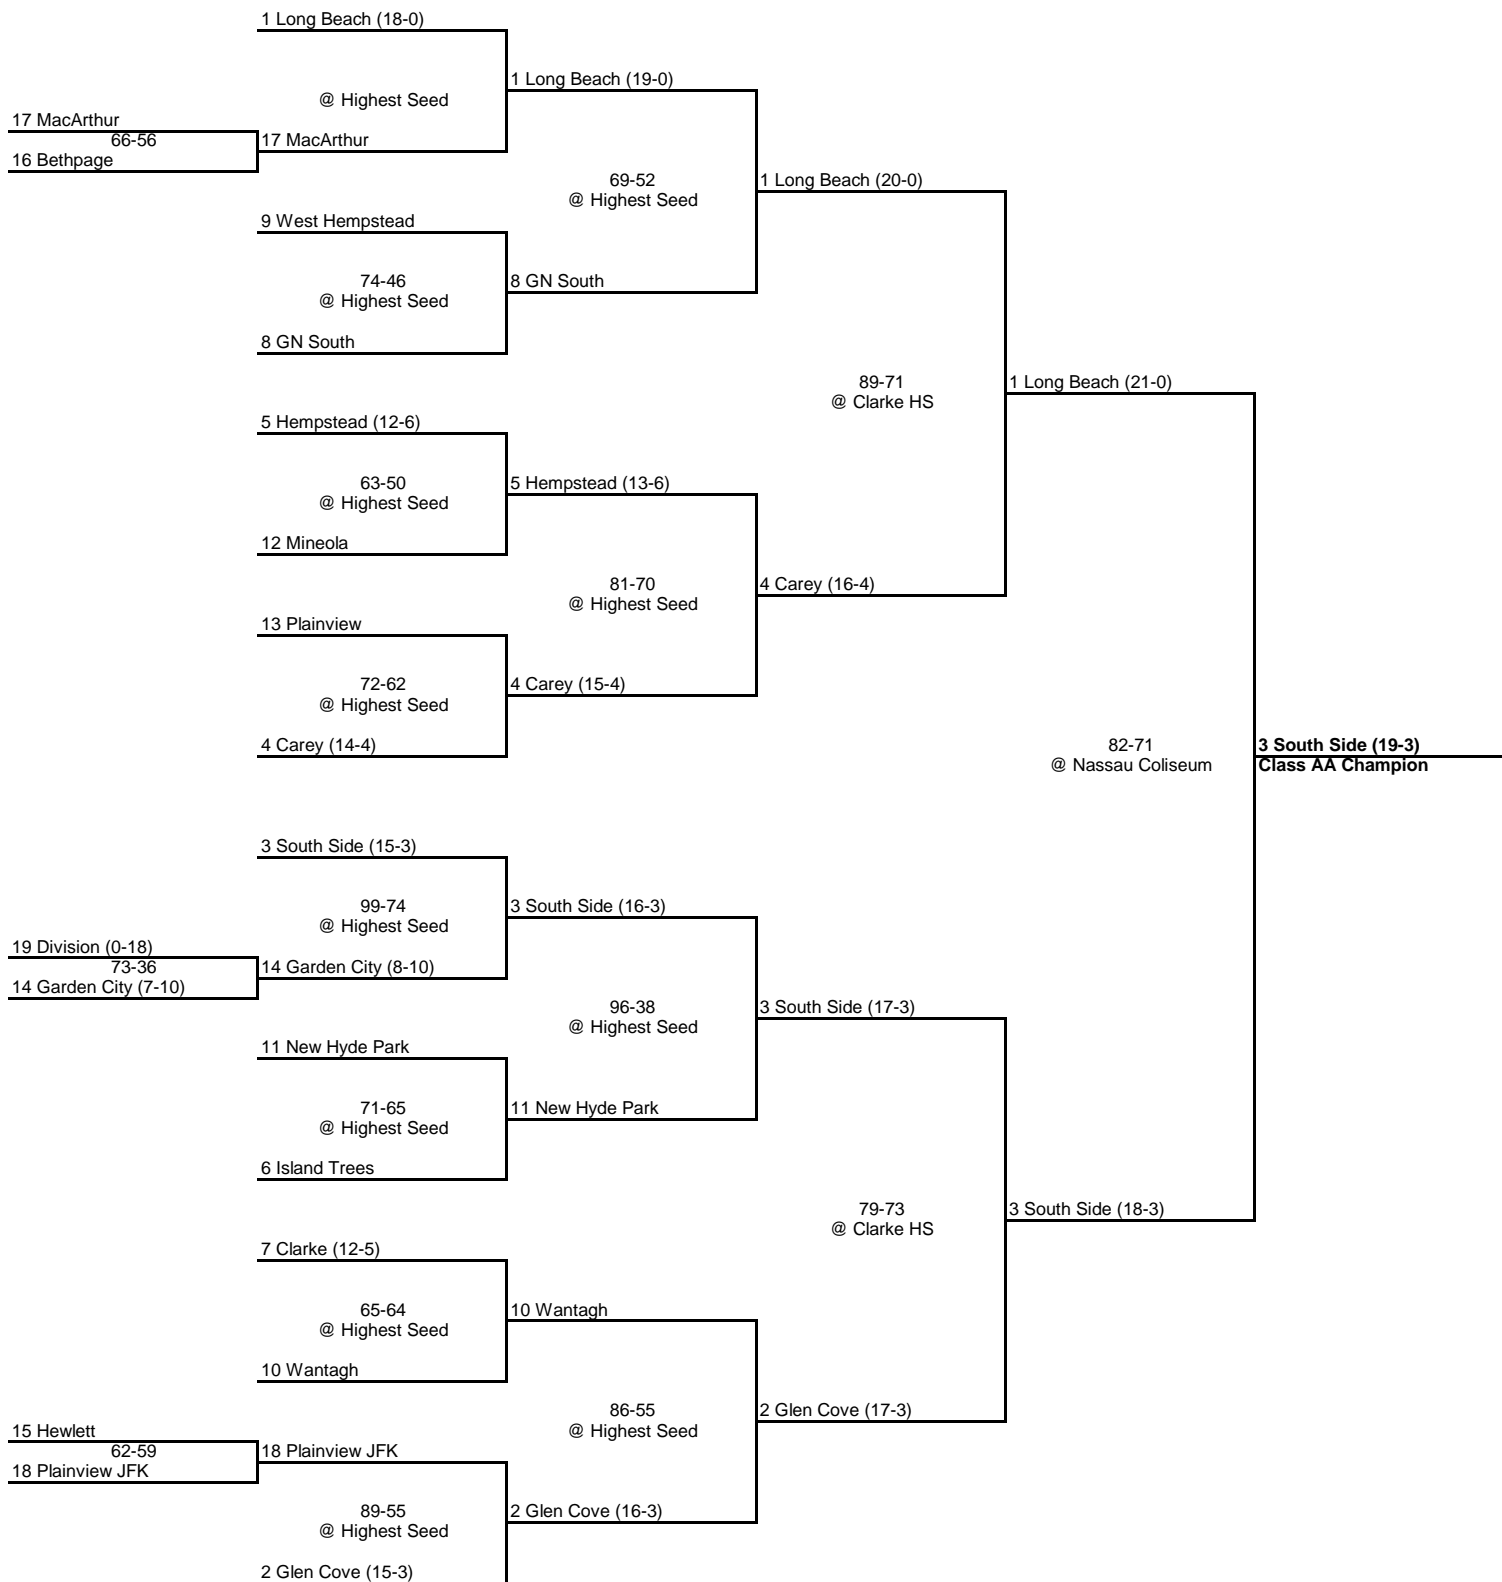 1 Long Beach (18-0)
1 Long Beach (19-0)
@ Highest Seed
17 MacArthur
66-56
17 MacArthur
16 Bethpage
69-52
@ Highest Seed
1 Long Beach (20-0)
9 West Hempstead
74-46
@ Highest Seed
8 GN South
8 GN South
89-71
@ Clarke HS
1 Long Beach (21-0)
5 Hempstead (12-6)
63-50
@ Highest Seed
5 Hempstead (13-6)
12 Mineola
81-70
@ Highest Seed
4 Carey (16-4)
13 Plainview
72-62
@ Highest Seed
4 Carey (15-4)
4 Carey (14-4)
82-71
@ Nassau Coliseum
3 South Side (19-3)
Class AA Champion
3 South Side (15-3)
99-74
@ Highest Seed
3 South Side (16-3)
19 Division (0-18)
73-36
14 Garden City (8-10)
14 Garden City (7-10)
96-38
@ Highest Seed
3 South Side (17-3)
11 New Hyde Park
71-65
@ Highest Seed
11 New Hyde Park
6 Island Trees
79-73
@ Clarke HS
3 South Side (18-3)
7 Clarke (12-5)
65-64
@ Highest Seed
10 Wantagh
10 Wantagh
86-55
@ Highest Seed
2 Glen Cove (17-3)
15 Hewlett
62-59
18 Plainview JFK
18 Plainview JFK
89-55
@ Highest Seed
2 Glen Cove (16-3)
2 Glen Cove (15-3)